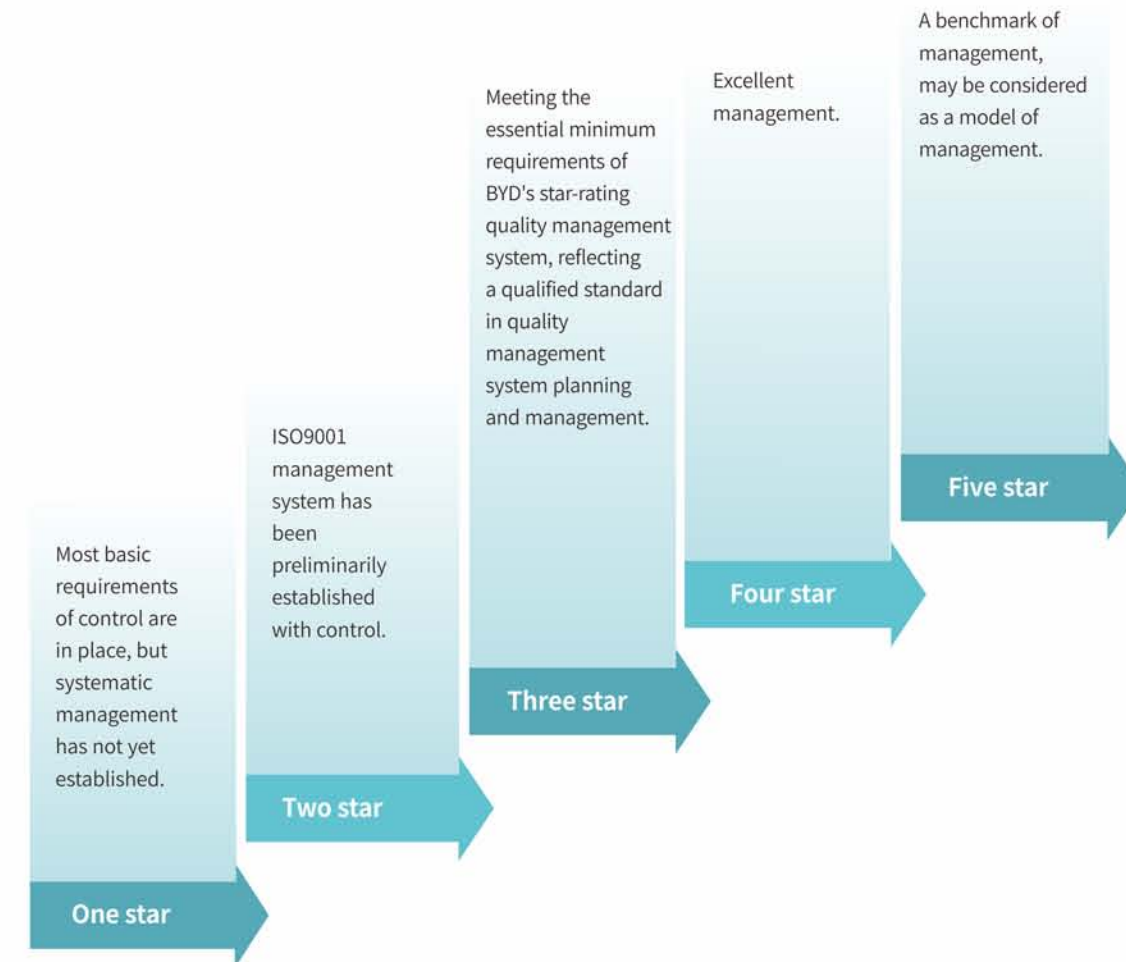 Most basic
requirements
of control are
in place, but
systematic
management
has not yet
established.
One star
ISO9001
management
system has
been
preliminarily
established
with control.
Two star
Meeting the
essential minimum
requirements of
BYD's star-rating
quality management
system, reflecting
a qualified standard
in quality
management
system planning
and management.
Three star
Excellent
management.
Four star
A benchmark of
management,
may be considered
as a model of
management.
Five star